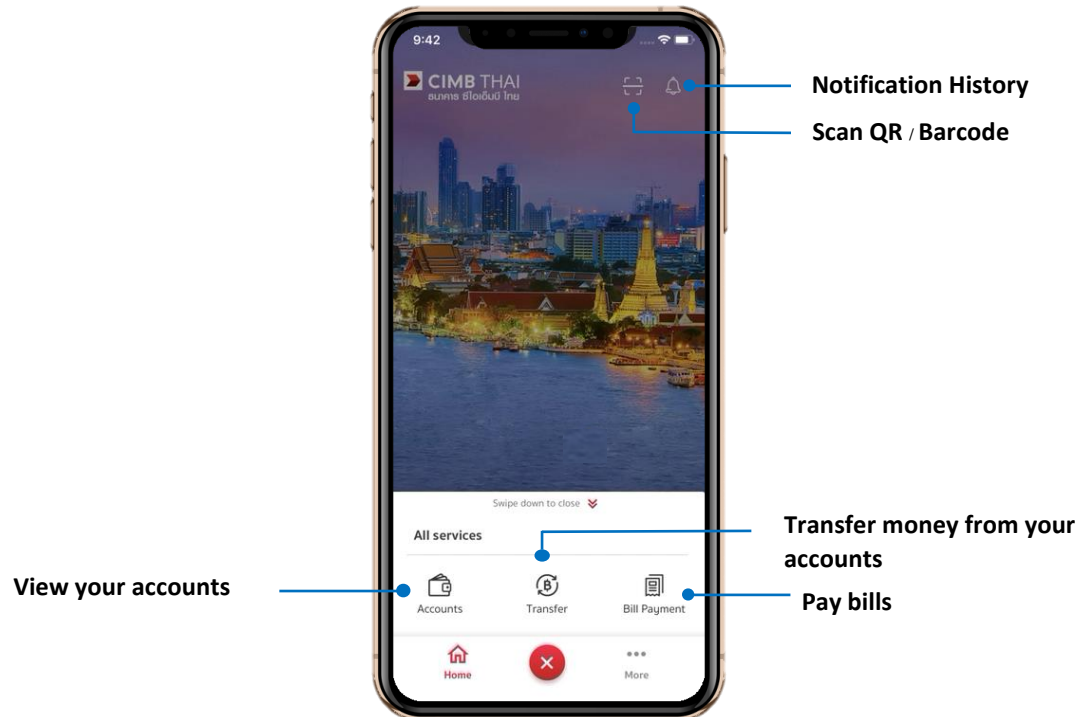 9:42
CIMB THAI
ธนาคาร ซีไอเอ็มบี ไทย
Notification History
Scan QR / Barcode
Swipe down to close
All services
Transfer money from your
accounts
View your accounts
Accounts
Transfer
Bill Payment
Pay bills
Home
More